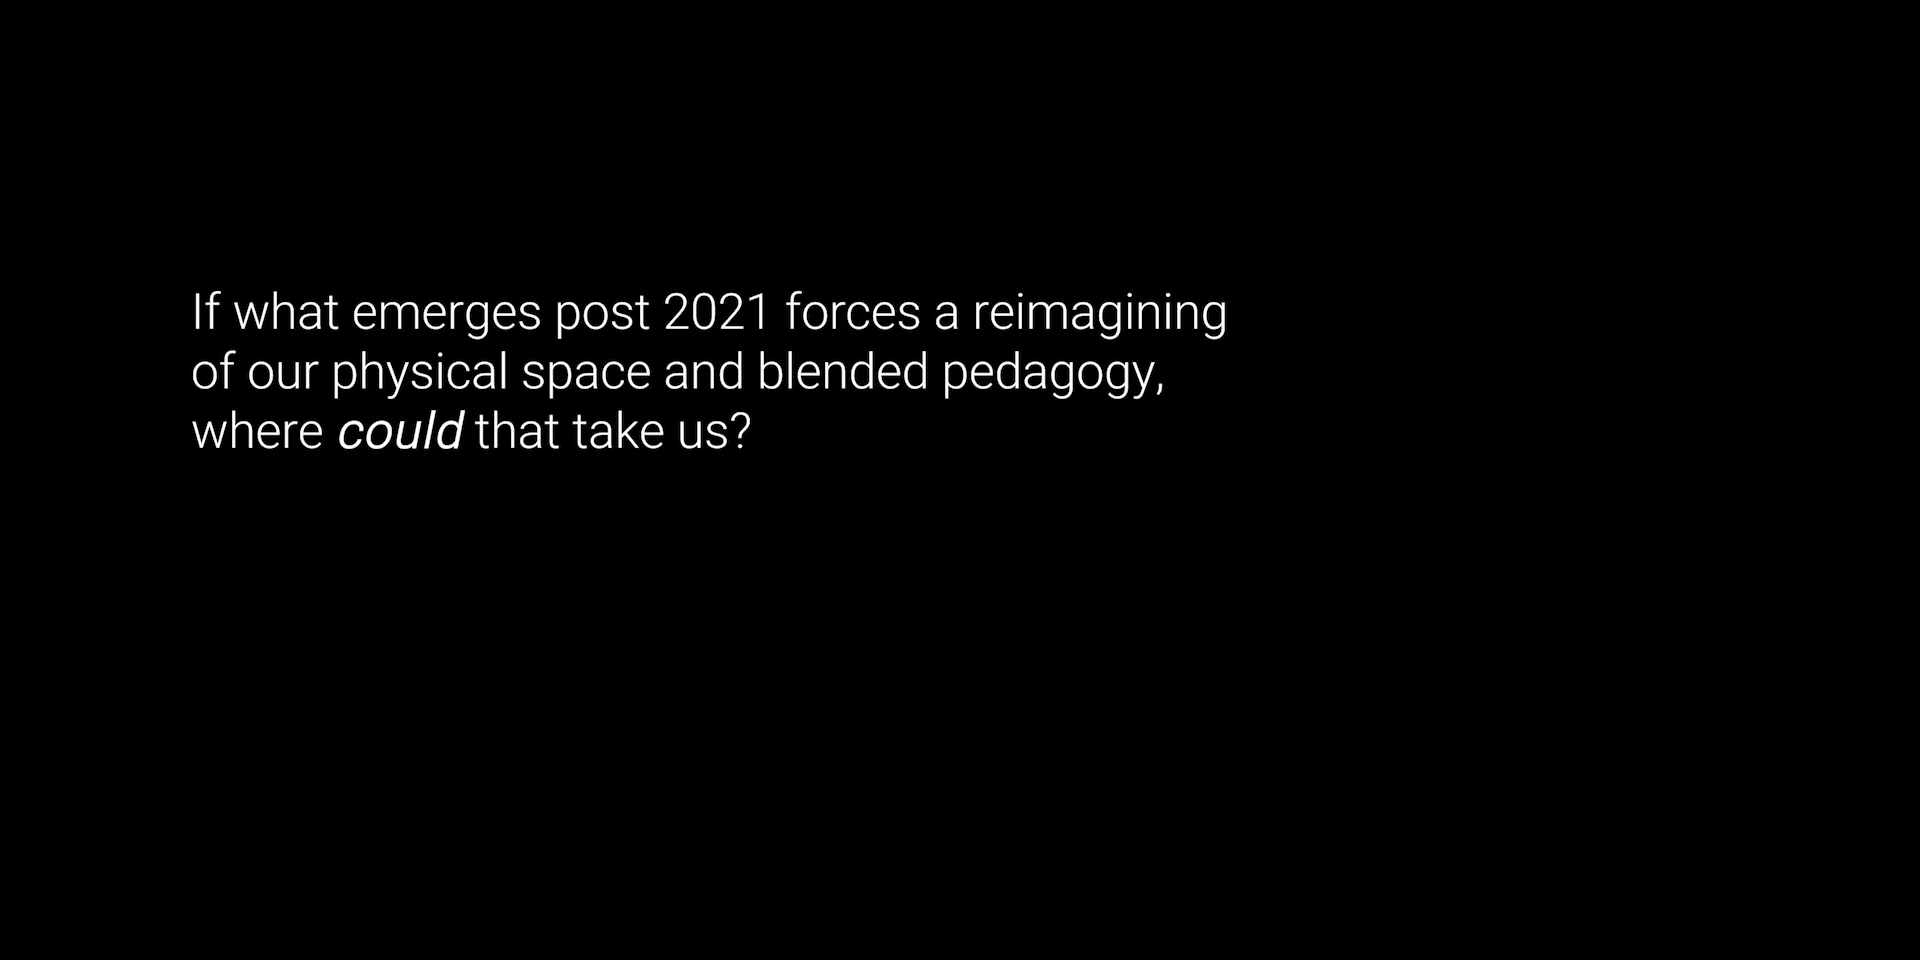 If what emerges post 2021 forces a reimagining
of our physical space and blended pedagogy,
where could that take us?